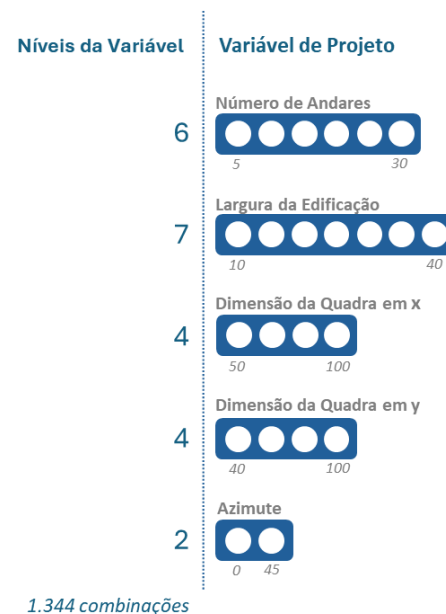 Níveis da Variável
Variável de Projeto
Número de Andares
6
5
30
Largura da Edificação
7
10
40
Dimensão da Quadra em x
4
50
100
Dimensão da Quadra em y
4
40
100
Azimute
2
0
45
1.344 combinações